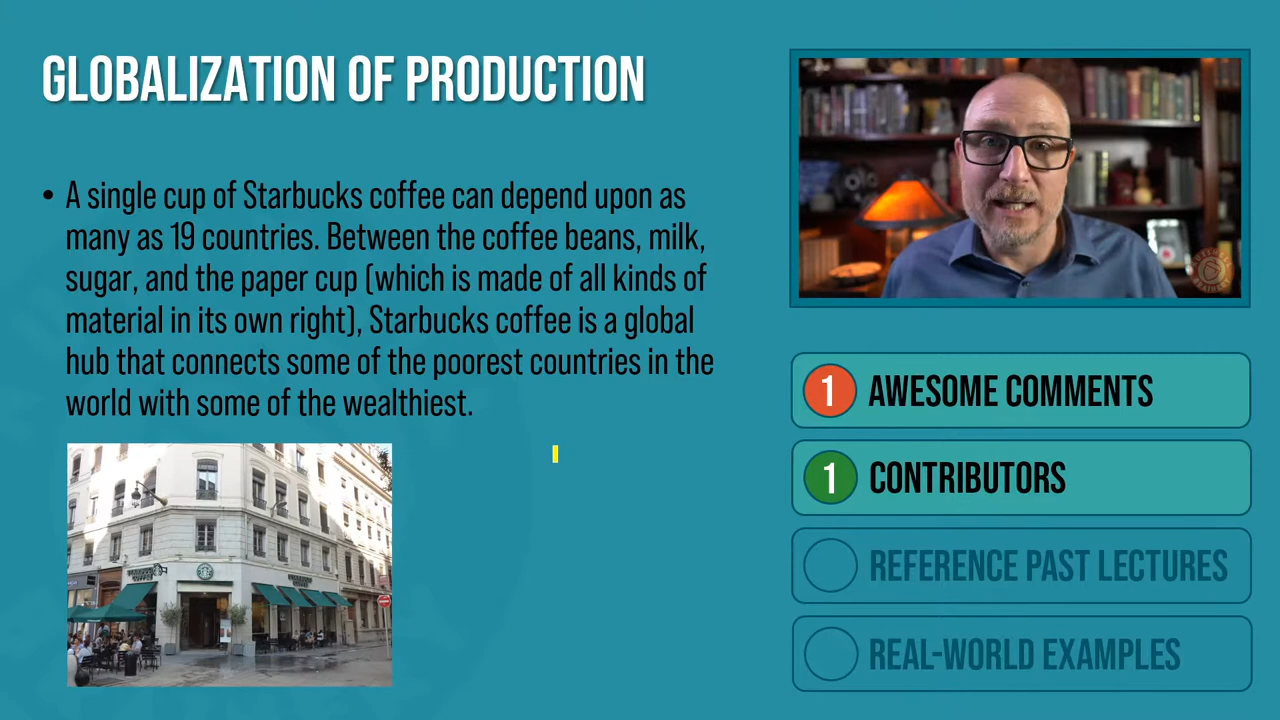 GLOBALIZATION OF PRODUCTION
• A single cup of Starbucks coffee can depend upon as
many as 19 countries. Between the coffee beans, milk,
sugar, and the paper cup (which is made of all kinds of
material in its own right), Starbucks coffee is a global
hub that connects some of the poorest countries in the
world with some of the wealthiest.
1 AWESOME COMMENTS
1 CONTRIBUTORS
REFERENCE PAST LECTURES
REAL-WORLD EXAMPLES